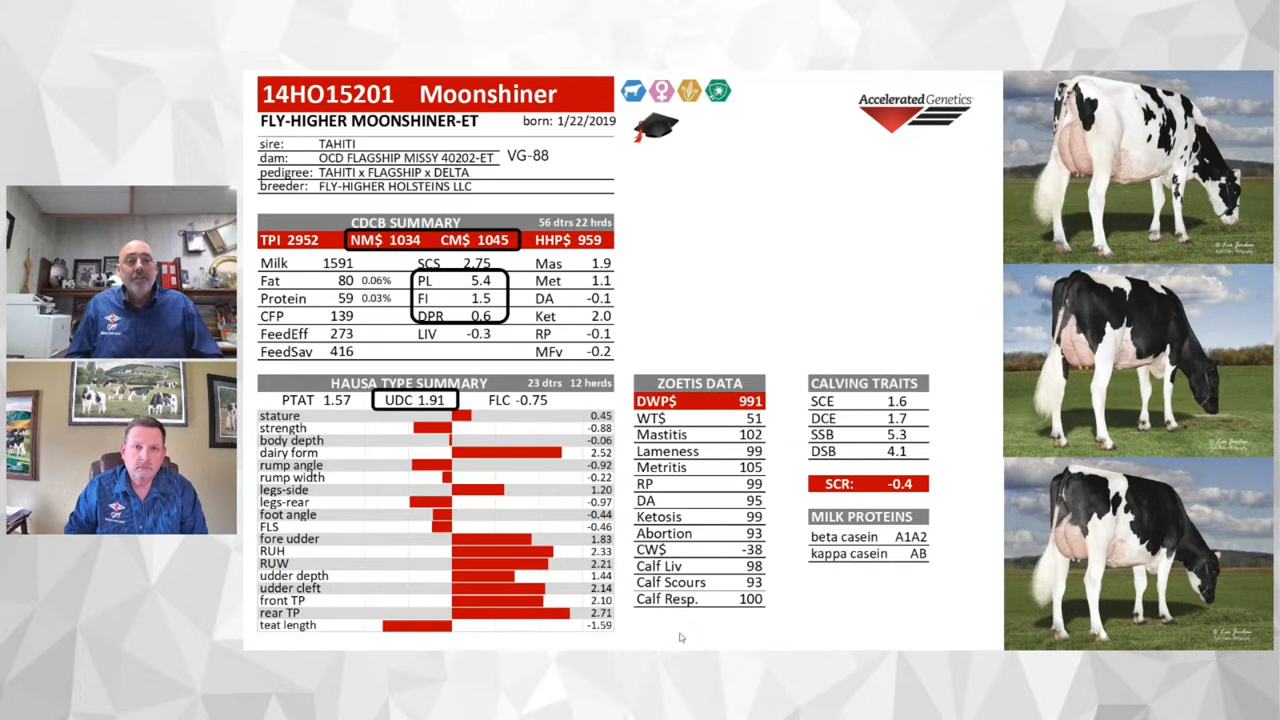 14HO15201 Moonshiner
FLY-HIGHER MOONSHINER-ET born: 1/22/2019
sire: TAHITI
dam: OCD FLAGSHIP MISSY 40202-ET VG-88
pedigree: TAHITI x FLAGSHIP x DELTA
breeder: FLY-HIGHER HOLSTEINS LLC
AcceleratedGenetics
CDCB SUMMARY 56 dtrs 22 hrds
TPI 2952 NM$ 1034 CM$ 1045 HHP$ 959
Milk 1591 SCS 2.75 Mas 1.9
Fat 80 0.06% PL 5.4 Met 1.1
Protein 59 0.03% FI 1.5 DA -0.1
CFP 139 DPR 0.6 Ket 2.0
FeedEff 273 LIV -0.3 RP -0.1
FeedSav 416 MFv -0.2
HAUSA TYPE SUMMARY 23 dtrs 12 herds
PTAT 1.57 UDC 1.91 FLC -0.75
stature 0.45
strength -0.88
body depth -0.06
dairy form 2.52
rump angle -0.92
rump width -0.22
legs-side 1.20
legs-rear -0.97
foot angle -0.44
FLS -0.46
fore udder 1.83
RUH 2.33
RUW 2.21
udder depth 1.44
udder cleft 2.14
front TP 2.10
rear TP 2.71
teat length -1.59
ZOETIS DATA
DWP$ 991
WT$ 51
Mastitis 102
Lameness 99
Metritis 105
RP 99
DA 95
Ketosis 99
Abortion 93
CW$ -38
Calf Liv 98
Calf Scours 93
Calf Resp. 100
CALVING TRAITS
SCE 1.6
DCE 1.7
SSB 5.3
DSB 4.1
SCR: -0.4
MILK PROTEINS
beta casein A1A2
kappa casein AB